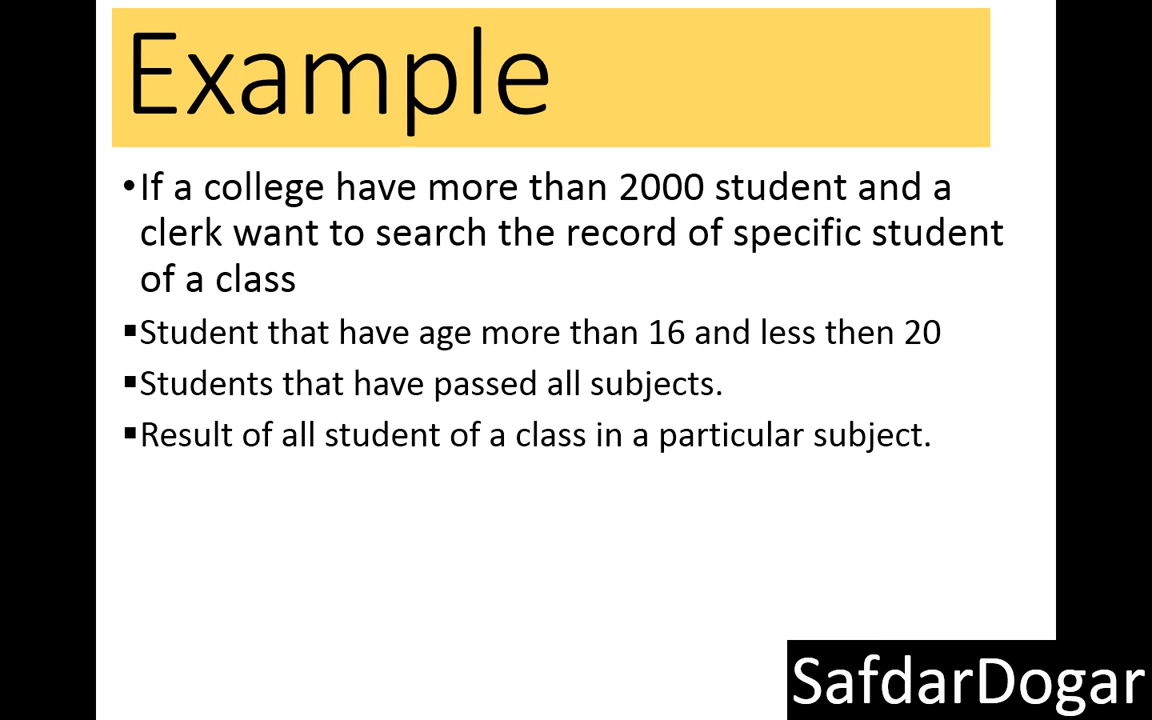 Example
•If a college have more than 2000 student and a
clerk want to search the record of specific student
of a class
▪Student that have age more than 16 and less then 20
▪Students that have passed all subjects.
▪Result of all student of a class in a particular subject.
SafdarDogar